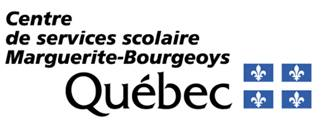 Centre
de services scolaire
Marguerite-Bourgeoys
Québec